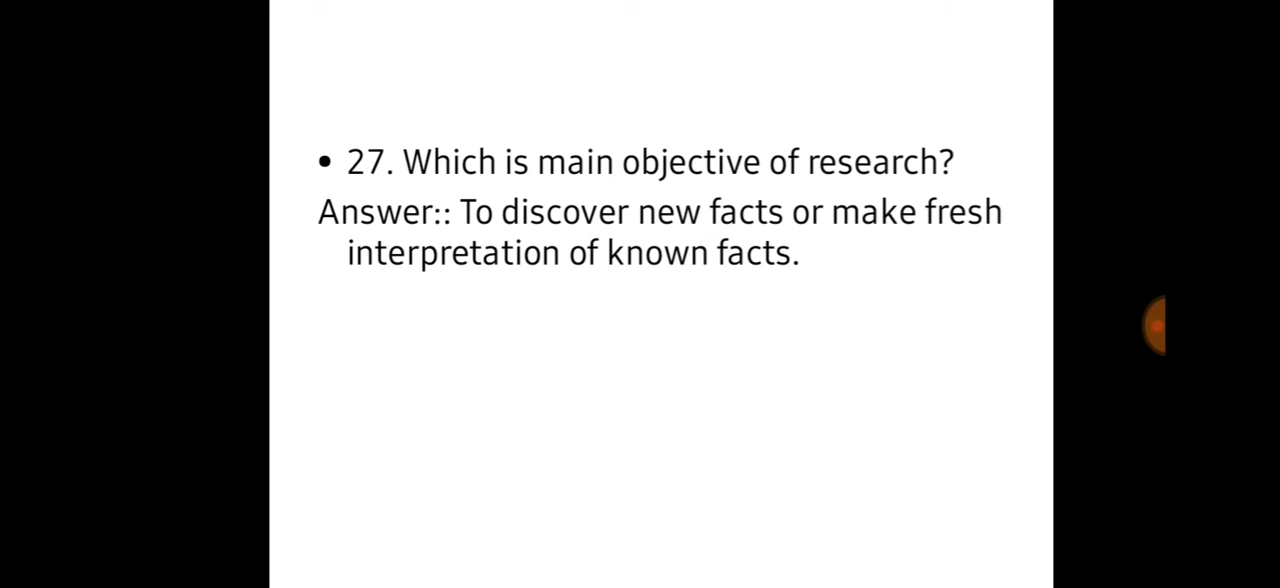 • 27. Which is main objective of research?
Answer:: To discover new facts or make fresh
interpretation of known facts.